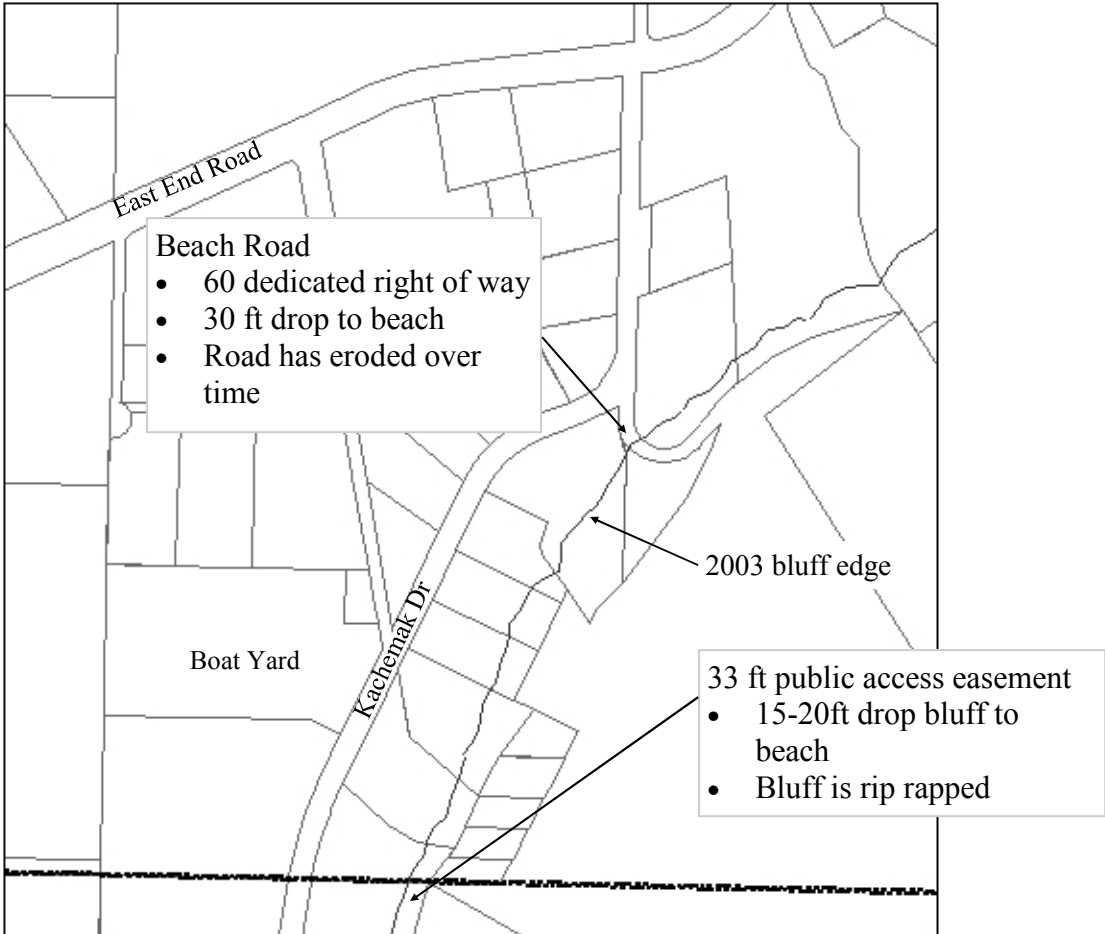 East End Road
Beach Road
• 60 dedicated right of way
• 30 ft drop to beach
• Road has eroded over
time
2003 bluff edge
Kachemak Dr
Boat Yard
33 ft public access easement
• 15-20ft drop bluff to
beach
• Bluff is rip rapped